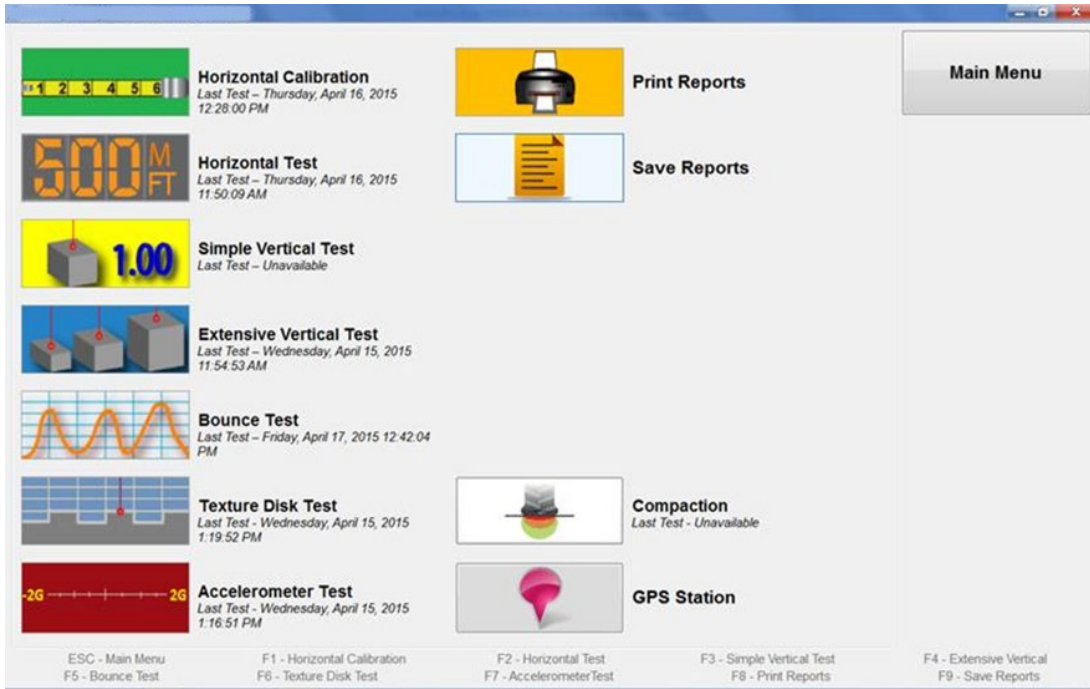 1 2 3 4 5 6
Horizontal Calibration
Last Test – Thursday, April 16, 2015
12:28:00 PM
500 M FT
Horizontal Test
Last Test – Thursday, April 16, 2015
11:50:09 AM
1.00
Simple Vertical Test
Last Test – Unavailable
Extensive Vertical Test
Last Test – Wednesday, April 15, 2015
11:54:53 AM
Bounce Test
Last Test – Friday, April 17, 2015 12:42:04
PM
Texture Disk Test
Last Test - Wednesday, April 15, 2015
1:19:52 PM
-2G 2G
Accelerometer Test
Last Test - Wednesday, April 15, 2015
1:16:51 PM
Print Reports
Save Reports
Compaction
Last Test - Unavailable
GPS Station
Main Menu
ESC - Main Menu F1 - Horizontal Calibration F2 - Horizontal Test F3 - Simple Vertical Test F4 - Extensive Vertical
F5 - Bounce Test F6 - Texture Disk Test F7 - AccelerometerTest F8 - Print Reports F9 - Save Reports